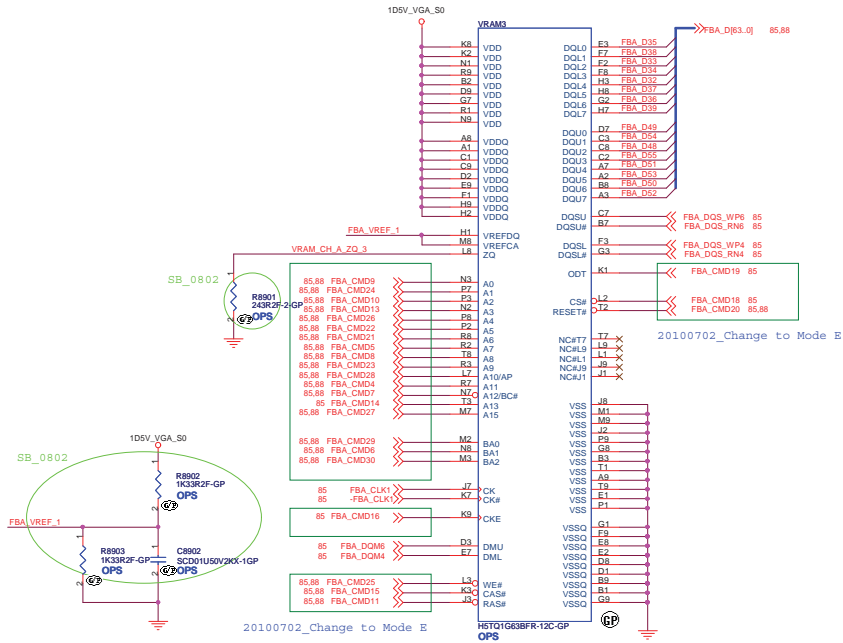 1D5V_VGA_S0
VRAM3
FBA_D[63..0] 85,88
K8 VDD DQL0 E3 FBA_D35
K2 VDD DQL1 F7 FBA_D38
N1 VDD DQL2 F2 FBA_D33
R9 VDD DQL3 F8 FBA_D34
B2 VDD DQL4 H3 FBA_D32
D9 VDD DQL5 H8 FBA_D37
G7 VDD DQL6 G2 FBA_D36
R1 VDD DQL7 H7 FBA_D39
N9 VDD
DQU0 D7 FBA_D49
A8 VDDQ DQU1 C3 FBA_D54
A1 VDDQ DQU2 C8 FBA_D48
C1 VDDQ DQU3 C2 FBA_D55
C9 VDDQ DQU4 A7 FBA_D51
D2 VDDQ DQU5 A2 FBA_D53
E9 VDDQ DQU6 B8 FBA_D50
F1 VDDQ DQU7 A3 FBA_D52
H9 VDDQ
H2 VDDQ DQSU C7 FBA_DQS_WP6 85
DQSU# B7 FBA_DQS_RN6 85
FBA_VREF_1 H1 VREFDQ
M8 VREFCA DQSL F3 FBA_DQS_WP4 85
VRAM_CH_A_ZQ_3 L8 ZQ DQSL# G3 FBA_DQS_RN4 85
ODT K1 FBA_CMD19 85
SB_0802
1
R8901
243R2F-2-GP
OPS
2
GP
85,88 FBA_CMD9 N3 A0
85,88 FBA_CMD24 P7 A1
85,88 FBA_CMD10 P3 A2 CS# L2 FBA_CMD18 85
85,88 FBA_CMD13 N2 A3 RESET# T2 FBA_CMD20 85,88
85,88 FBA_CMD26 P8 A4
85,88 FBA_CMD22 P2 A5
85,88 FBA_CMD21 R8 A6 NC#T7 T7
85,88 FBA_CMD5 R2 A7 NC#L9 L9
85,88 FBA_CMD8 T8 A8 NC#L1 L1
85,88 FBA_CMD23 R3 A9 NC#J9 J9
85,88 FBA_CMD28 L7 A10/AP NC#J1 J1
85,88 FBA_CMD4 R7 A11
85,88 FBA_CMD7 N7 A12/BC#
85 FBA_CMD14 T3 A13
85,88 FBA_CMD27 M7 A15
20100702_Change to Mode E
VSS J8
VSS M1
VSS M9
VSS J2
85,88 FBA_CMD29 M2 BA0 VSS P9
85,88 FBA_CMD6 N8 BA1 VSS G8
85,88 FBA_CMD30 M3 BA2 VSS B3
VSS T1
VSS A9
85 FBA_CLK1 J7 CK VSS T9
85 -FBA_CLK1 K7 CK# VSS E1
VSS P1
85 FBA_CMD16 K9 CKE
VSSQ G1
VSSQ F9
85 FBA_DQM6 D3 DMU VSSQ E8
85 FBA_DQM4 E7 DML VSSQ E2
VSSQ D8
VSSQ D1
85,88 FBA_CMD25 L3 WE# VSSQ B9
85,88 FBA_CMD15 K3 CAS# VSSQ B1
85,88 FBA_CMD11 J3 RAS# VSSQ G9
1D5V_VGA_S0
SB_0802
1
R8902
1K33R2F-GP
OPS
2
GP
FBA_VREF_1
1
R8903
1K33R2F-GP
OPS
2
GP
1
C8902
SCD01U50V2KX-1GP
OPS
2
GP
20100702_Change to Mode E
H5TQ1G63BFR-12C-GP
OPS
GP